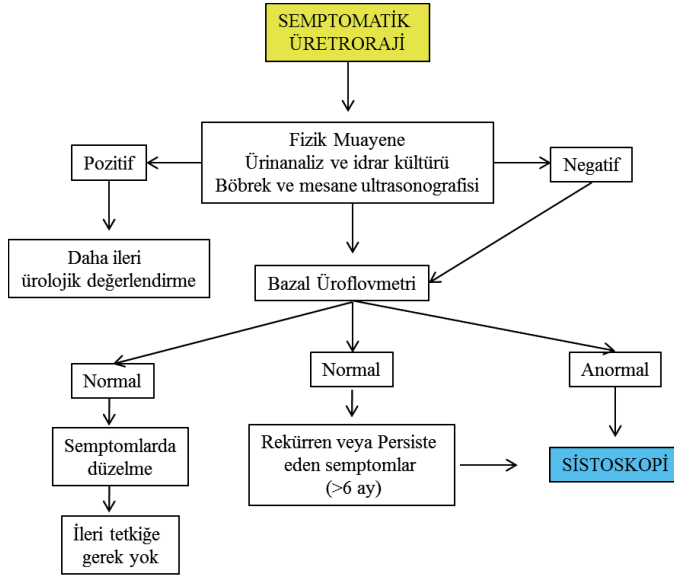 SEMPTOMATİK
ÜRETRORAJİ
Fizik Muayene
Ürinanaliz ve idrar kültürü
Böbrek ve mesane ultrasonografisi
Pozitif
Negatif
Daha ileri
ürolojik değerlendirme
Bazal Üroflovmetri
Normal
Normal
Anormal
Semptomlarda
düzelme
Rekürren veya Persiste
eden semptomlar
(>6 ay)
SİSTOSKOPİ
İleri tetkiğe
gerek yok